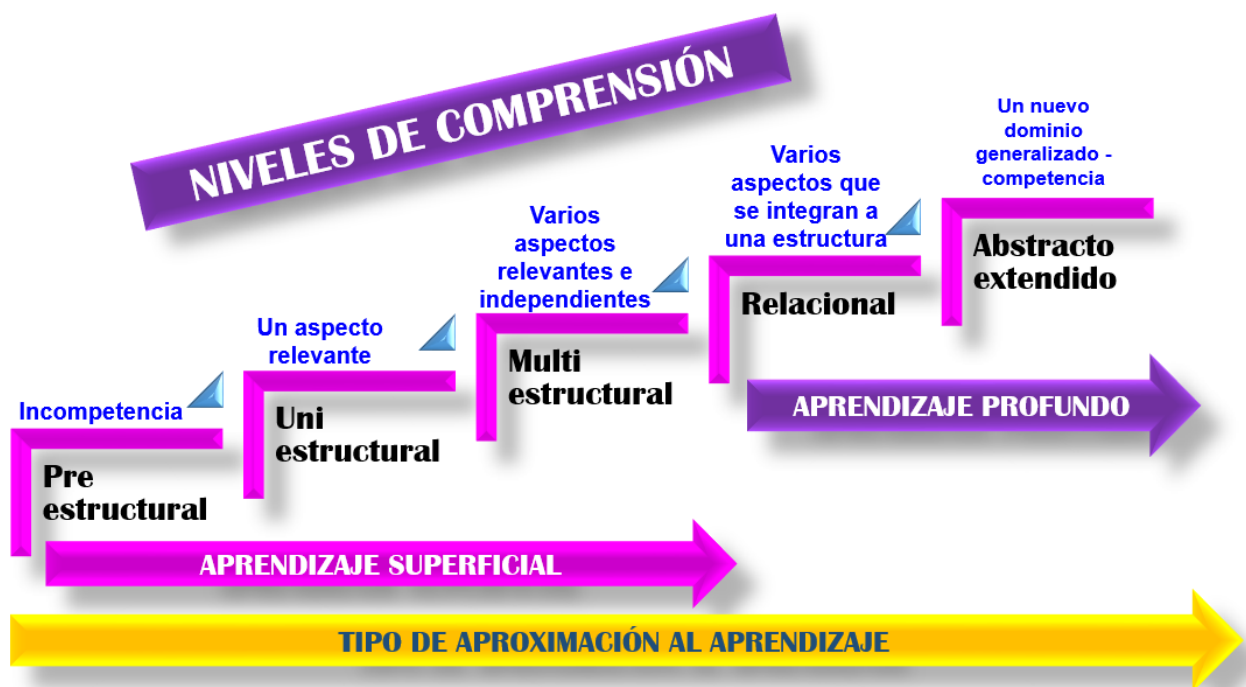 NIVELES DE COMPRENSIÓN
Incompetencia
Pre
estructural
Un aspecto
relevante
Uni
estructural
Varios
aspectos
relevantes e
independientes
Multi
estructural
Varios
aspectos que
se integran a
una estructura
Relacional
Un nuevo
dominio
generalizado -
competencia
Abstracto
extendido
APRENDIZAJE PROFUNDO
APRENDIZAJE SUPERFICIAL
TIPO DE APROXIMACIÓN AL APRENDIZAJE